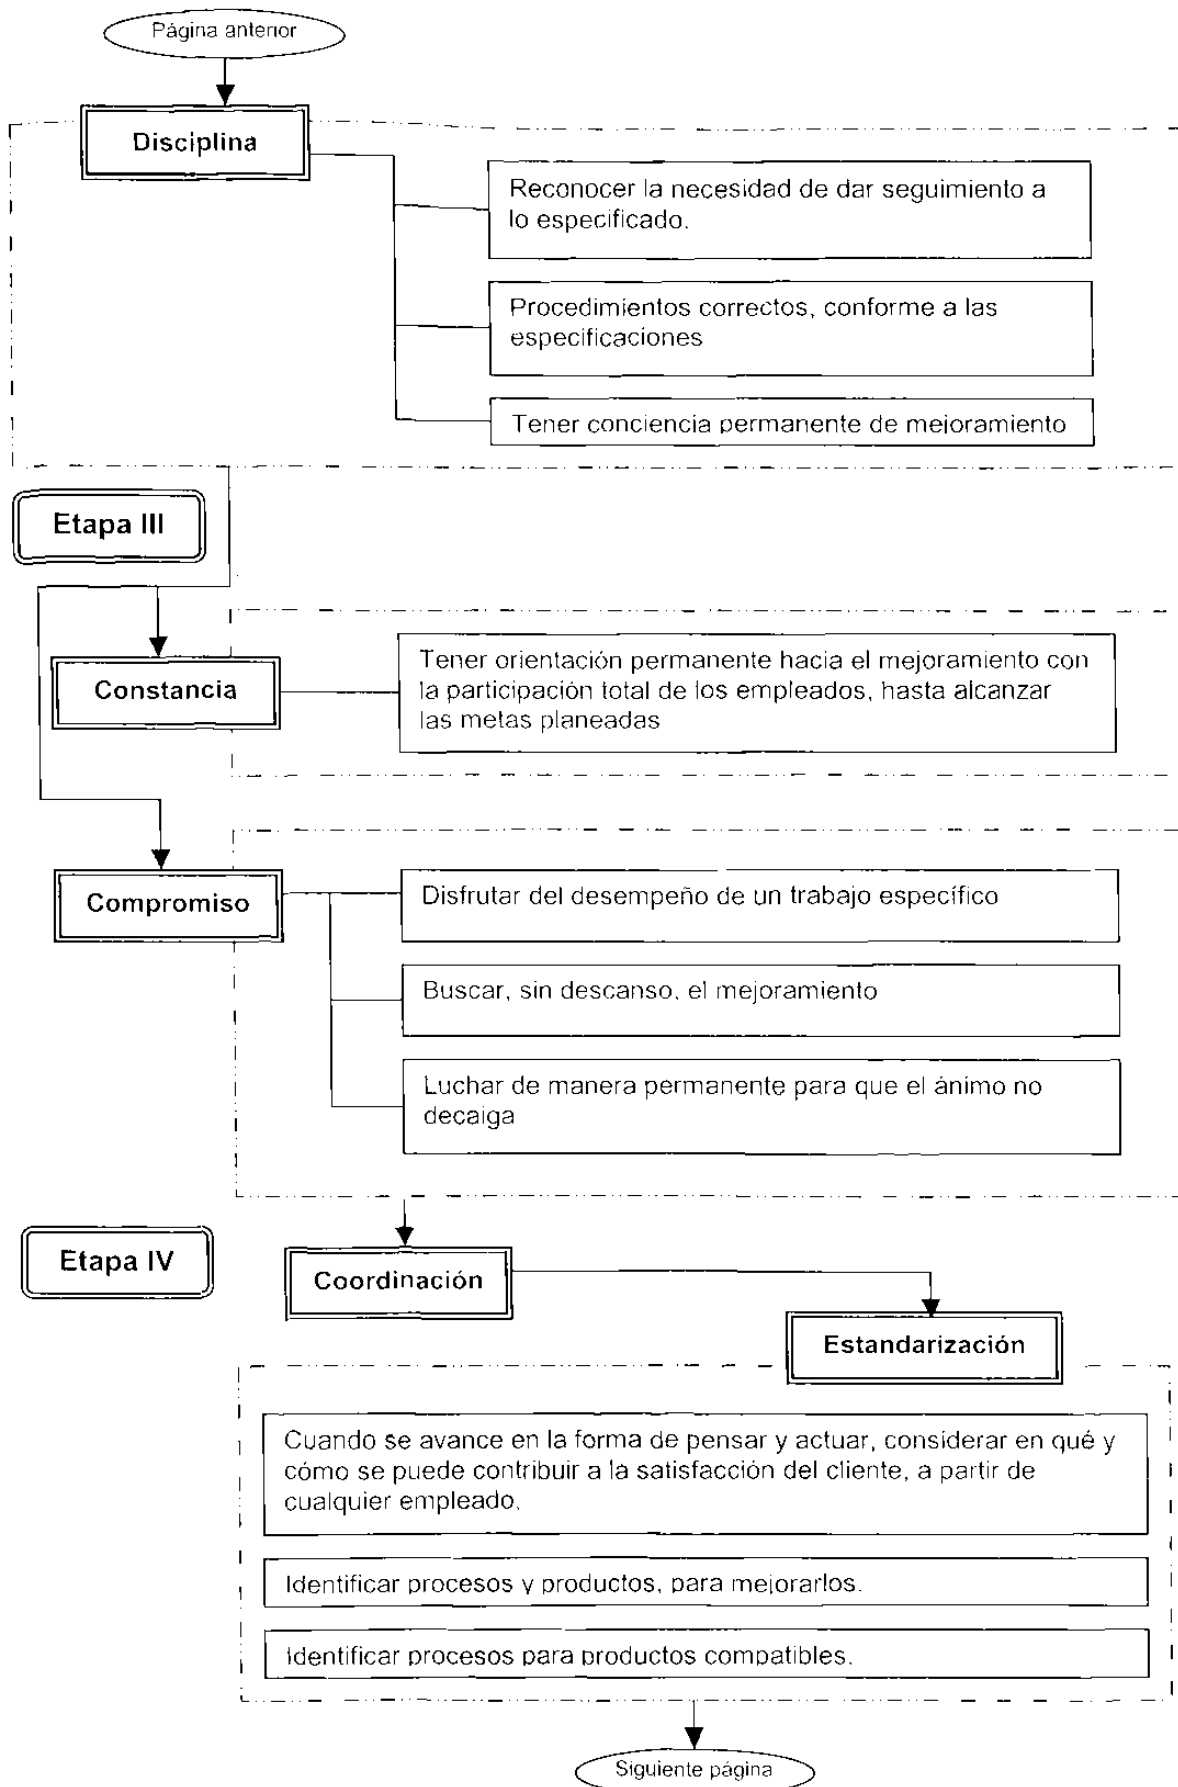 Página anterior
Disciplina
Reconocer la necesidad de dar seguimiento a
lo especificado.
Procedimientos correctos, conforme a las
especificaciones
Tener conciencia permanente de mejoramiento
Etapa III
Tener orientación permanente hacia el mejoramiento con
la participación total de los empleados, hasta alcanzar
las metas planeadas
Constancia
Compromiso
Disfrutar del desempeño de un trabajo específico
Buscar, sin descanso, el mejoramiento
Luchar de manera permanente para que el ánimo no
decaiga
Etapa IV
Coordinación
Estandarización
Cuando se avance en la forma de pensar y actuar, considerar en qué y
cómo se puede contribuir a la satisfacción del cliente, a partir de
cualquier empleado.
Identificar procesos y productos, para mejorarlos.
Identificar procesos para productos compatibles.
Siguiente página